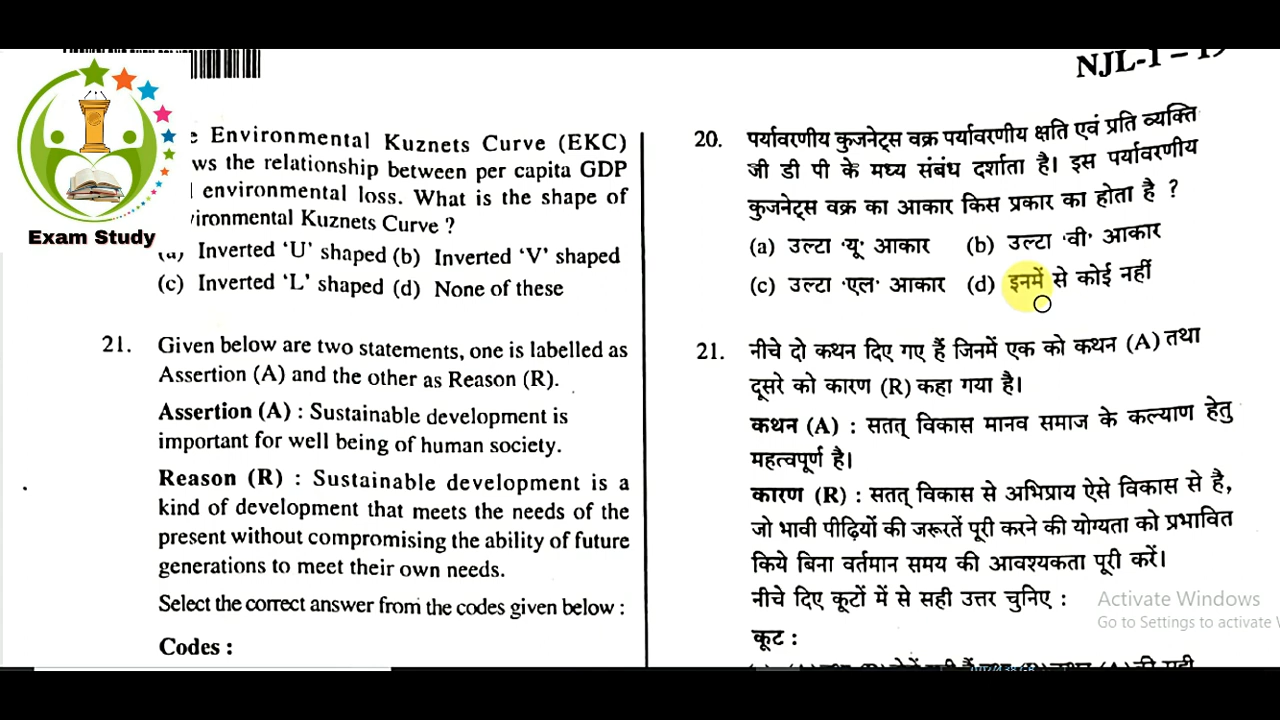 NJL-1 – 19
Exam Study
Environmental Kuznets Curve (EKC)
the relationship between per capita GDP
environmental loss. What is the shape of
Kuznets Curve ?
(a) Inverted ‘U’ shaped (b) Inverted ‘V’ shaped
(c) Inverted ‘L’ shaped (d) None of these
21. Given below are two statements, one is labelled as
Assertion (A) and the other as Reason (R).
Assertion (A) : Sustainable development is
important for well being of human society.
Reason (R) : Sustainable development is a
kind of development that meets the needs of the
present without compromising the ability of future
generations to meet their own needs.
Select the correct answer from the codes given below :
Codes :
20. पर्यावरणीय कुजनेट्स वक्र पर्यावरणीय क्षति एवं प्रति व्यक्ति
जी डी पी के मध्य संबंध दर्शाता है। इस पर्यावरणीय
कुजनेट्स वक्र का आकार किस प्रकार का होता है ?
(a) उल्टा ‘यू’ आकार (b) उल्टा ‘वी’ आकार
(c) उल्टा ‘एल’ आकार (d) इनमें से कोई नहीं
21. नीचे दो कथन दिए गए हैं जिनमें एक को कथन (A) तथा
दूसरे को कारण (R) कहा गया है।
कथन (A) : सतत् विकास मानव समाज के कल्याण हेतु
महत्वपूर्ण है।
कारण (R) : सतत् विकास से अभिप्राय ऐसे विकास से है,
जो भावी पीढ़ियों की जरूरतें पूरी करने की योग्यता को प्रभावित
किये बिना वर्तमान समय की आवश्यकता पूरी करें।
नीचे दिए कूटों में से सही उत्तर चुनिए :
कूट :
Activate Windows
Go to Settings to activate